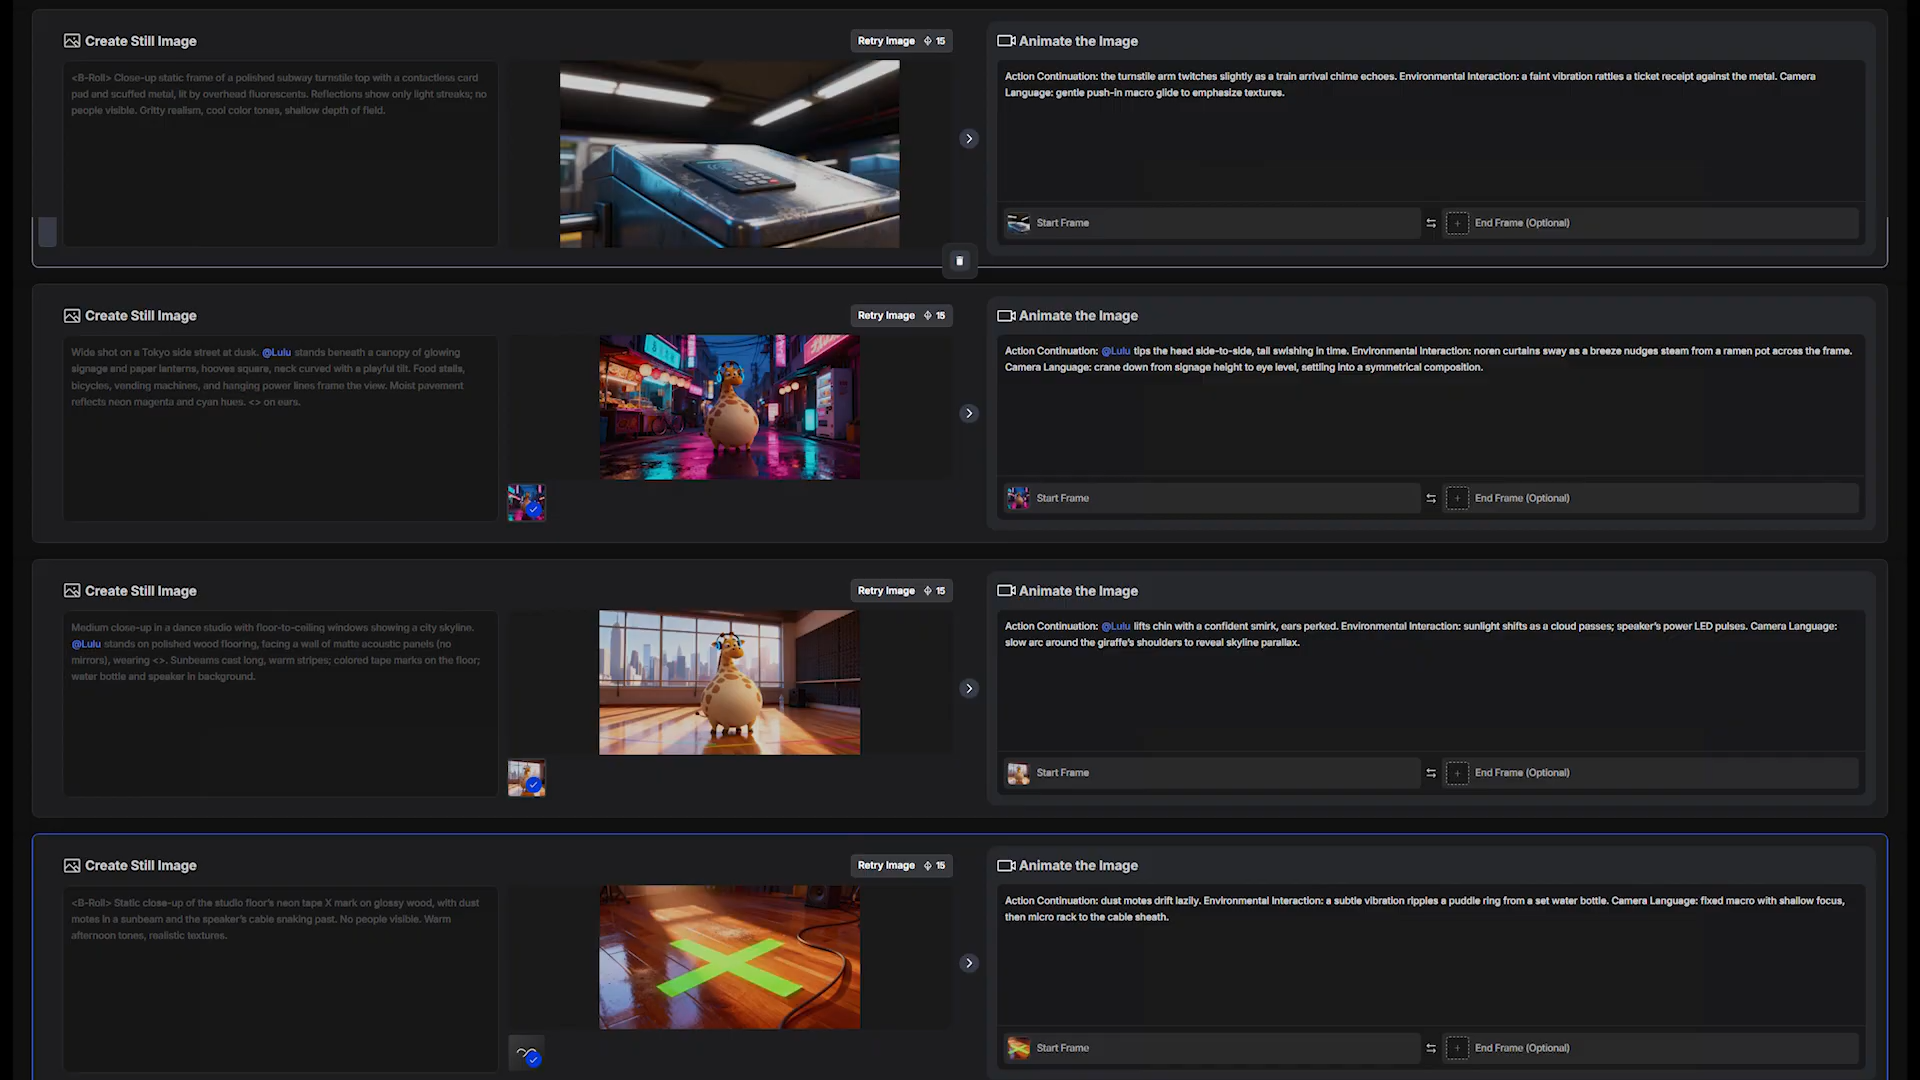 Create Still Image
Retry Image 15
Animate the Image
<B-Roll> Close-up static frame of a polished subway turnstile top with a contactless card
pad and scuffed metal, lit by overhead fluorescents. Reflections show only light streaks; no
people visible. Gritty realism, cool color tones, shallow depth of field.
Action Continuation: the turnstile arm twitches slightly as a train arrival chime echoes. Environmental Interaction: a faint vibration rattles a ticket receipt against the metal. Camera
Language: gentle push-in macro glide to emphasize textures.
Start Frame
End Frame (Optional)
Create Still Image
Retry Image 15
Animate the Image
Wide shot on a Tokyo side street at dusk. @Lulu stands beneath a canopy of glowing
signage and paper lanterns, hooves square, neck curved with a playful tilt. Food stalls,
bicycles, vending machines, and hanging power lines frame the view. Moist pavement
reflects neon magenta and cyan hues. <> on ears.
Action Continuation: @Lulu tips the head side-to-side, tail swishing in time. Environmental Interaction: noren curtains sway as a breeze nudges steam from a ramen pot across the frame.
Camera Language: crane down from signage height to eye level, settling into a symmetrical composition.
Start Frame
End Frame (Optional)
Create Still Image
Retry Image 15
Animate the Image
Medium close-up in a dance studio with floor-to-ceiling windows showing a city skyline.
@Lulu stands on polished wood flooring, facing a wall of matte acoustic panels (no
mirrors), wearing <>. Sunbeams cast long, warm stripes; colored tape marks on the floor;
water bottle and speaker in background.
Action Continuation: @Lulu lifts chin with a confident smirk, ears perked. Environmental Interaction: sunlight shifts as a cloud passes; speaker's power LED pulses. Camera Language:
slow arc around the giraffe's shoulders to reveal skyline parallax.
Start Frame
End Frame (Optional)
Create Still Image
Retry Image 15
Animate the Image
<B-Roll> Static close-up of the studio floor's neon tape X mark on glossy wood, with dust
motes in a sunbeam and the speaker's cable snaking past. No people visible. Warm
afternoon tones, realistic textures.
Action Continuation: dust motes drift lazily. Environmental Interaction: a subtle vibration ripples a puddle ring from a set water bottle. Camera Language: fixed macro with shallow focus,
then micro rack to the cable sheath.
Start Frame
End Frame (Optional)